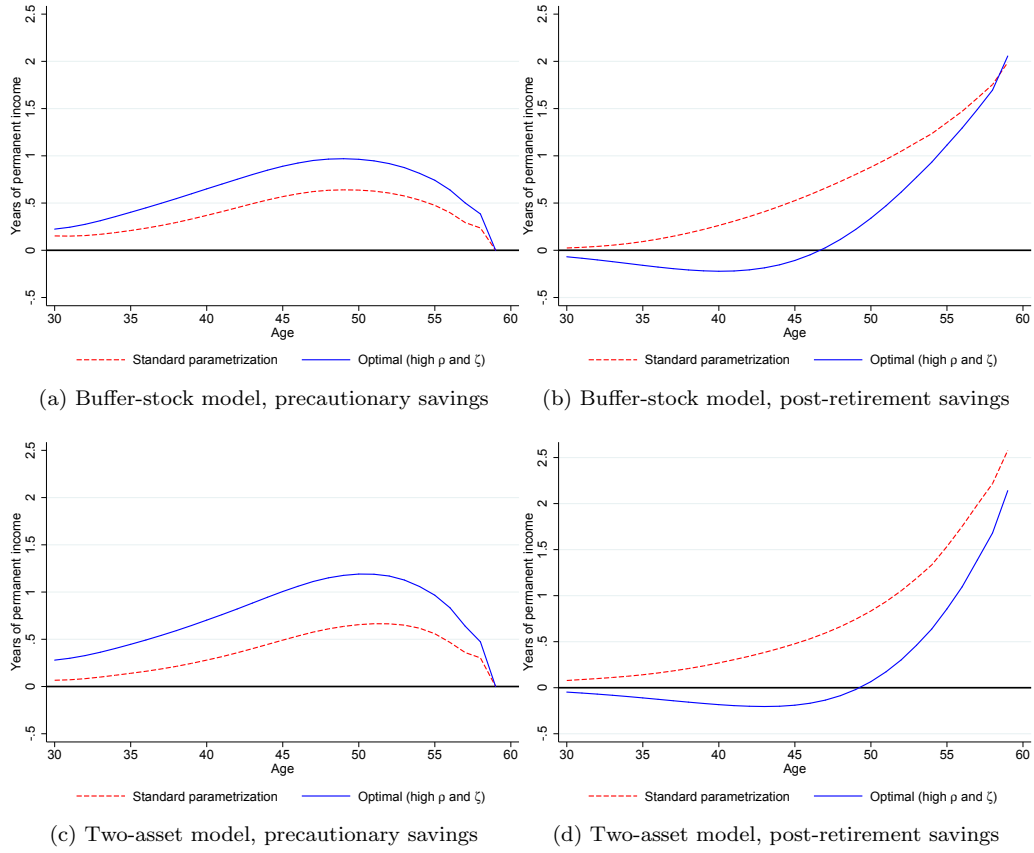 Years of permanent income
-.5 0 .5 1 1.5 2 2.5
30 35 40 45 50 55 60
Age
Standard parametrization Optimal (high ρ and ζ)
(a) Buffer-stock model, precautionary savings
Years of permanent income
-.5 0 .5 1 1.5 2 2.5
30 35 40 45 50 55 60
Age
Standard parametrization Optimal (high ρ and ζ)
(b) Buffer-stock model, post-retirement savings
Years of permanent income
-.5 0 .5 1 1.5 2 2.5
30 35 40 45 50 55 60
Age
Standard parametrization Optimal (high ρ and ζ)
(c) Two-asset model, precautionary savings
Years of permanent income
-.5 0 .5 1 1.5 2 2.5
30 35 40 45 50 55 60
Age
Standard parametrization Optimal (high ρ and ζ)
(d) Two-asset model, post-retirement savings